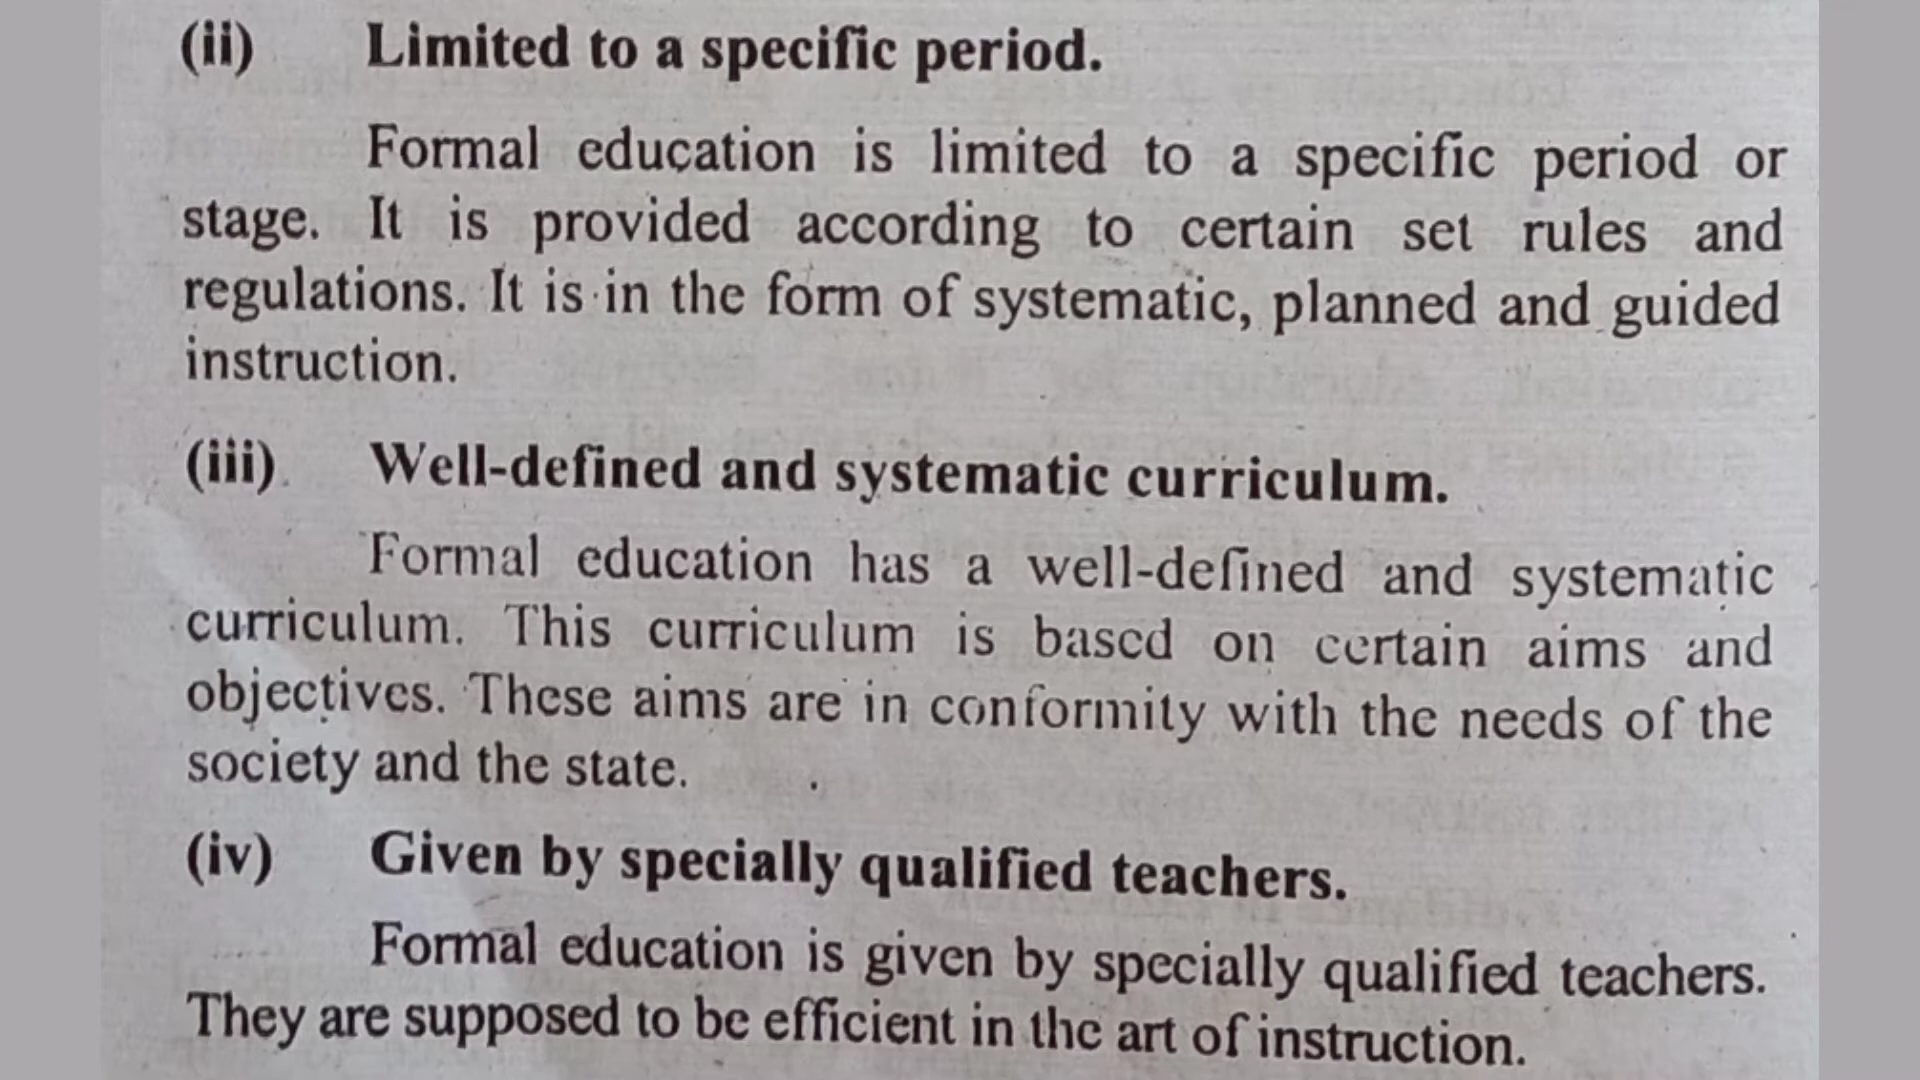 (ii) Limited to a specific period.
Formal education is limited to a specific period or
stage. It is provided according to certain set rules and
regulations. It is in the form of systematic, planned and guided
instruction.
(iii). Well-defined and systematic curriculum.
Formal education has a well-defined and systematic
curriculum. This curriculum is based on certain aims and
objectives. These aims are in conformity with the needs of the
society and the state.
(iv) Given by specially qualified teachers.
Formal education is given by specially qualified teachers.
They are supposed to be efficient in the art of instruction.